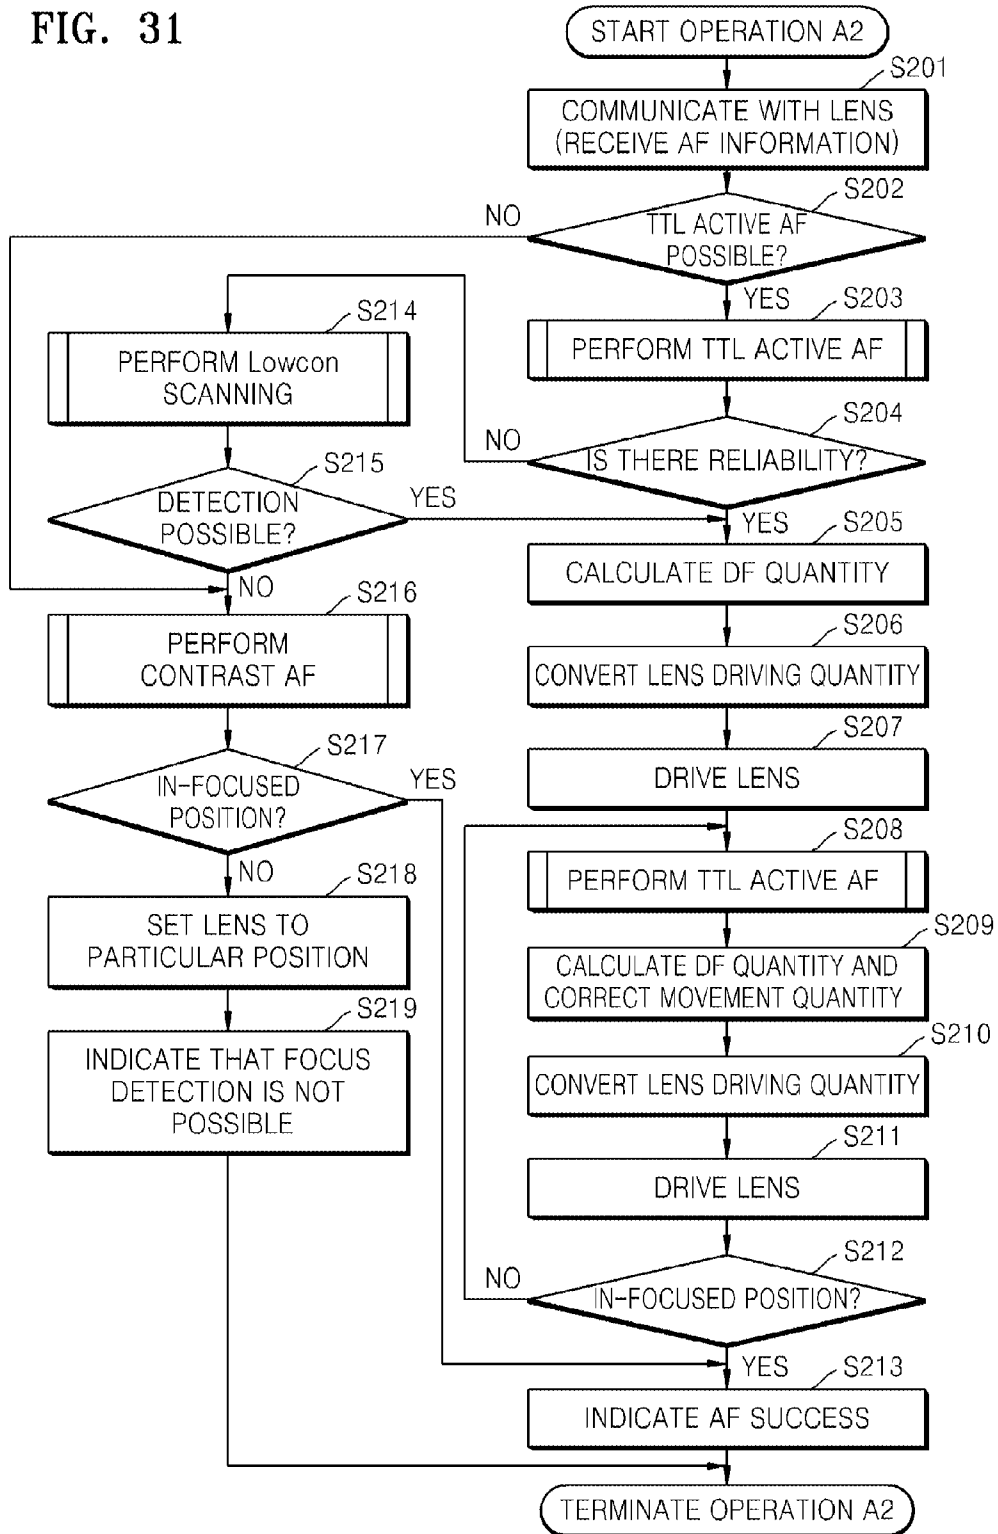 FIG. 31
START OPERATION A2
S201
COMMUNICATE WITH LENS
(RECEIVE AF INFORMATION)
S202
NO
TTL ACTIVE AF
POSSIBLE?
YES
S203
PERFORM TTL ACTIVE AF
S204
NO
IS THERE RELIABILITY?
YES
S205
CALCULATE DF QUANTITY
S206
CONVERT LENS DRIVING QUANTITY
S207
DRIVE LENS
S208
PERFORM TTL ACTIVE AF
S209
CALCULATE DF QUANTITY AND
CORRECT MOVEMENT QUANTITY
S210
CONVERT LENS DRIVING QUANTITY
S211
DRIVE LENS
S212
NO
IN-FOCUSED POSITION?
YES
S213
INDICATE AF SUCCESS
TERMINATE OPERATION A2
S214
PERFORM Lowcon
SCANNING
S215
DETECTION
POSSIBLE?
YES
NO
S216
PERFORM
CONTRAST AF
S217
IN-FOCUSED
POSITION?
YES
NO
S218
SET LENS TO
PARTICULAR POSITION
S219
INDICATE THAT FOCUS
DETECTION IS NOT
POSSIBLE